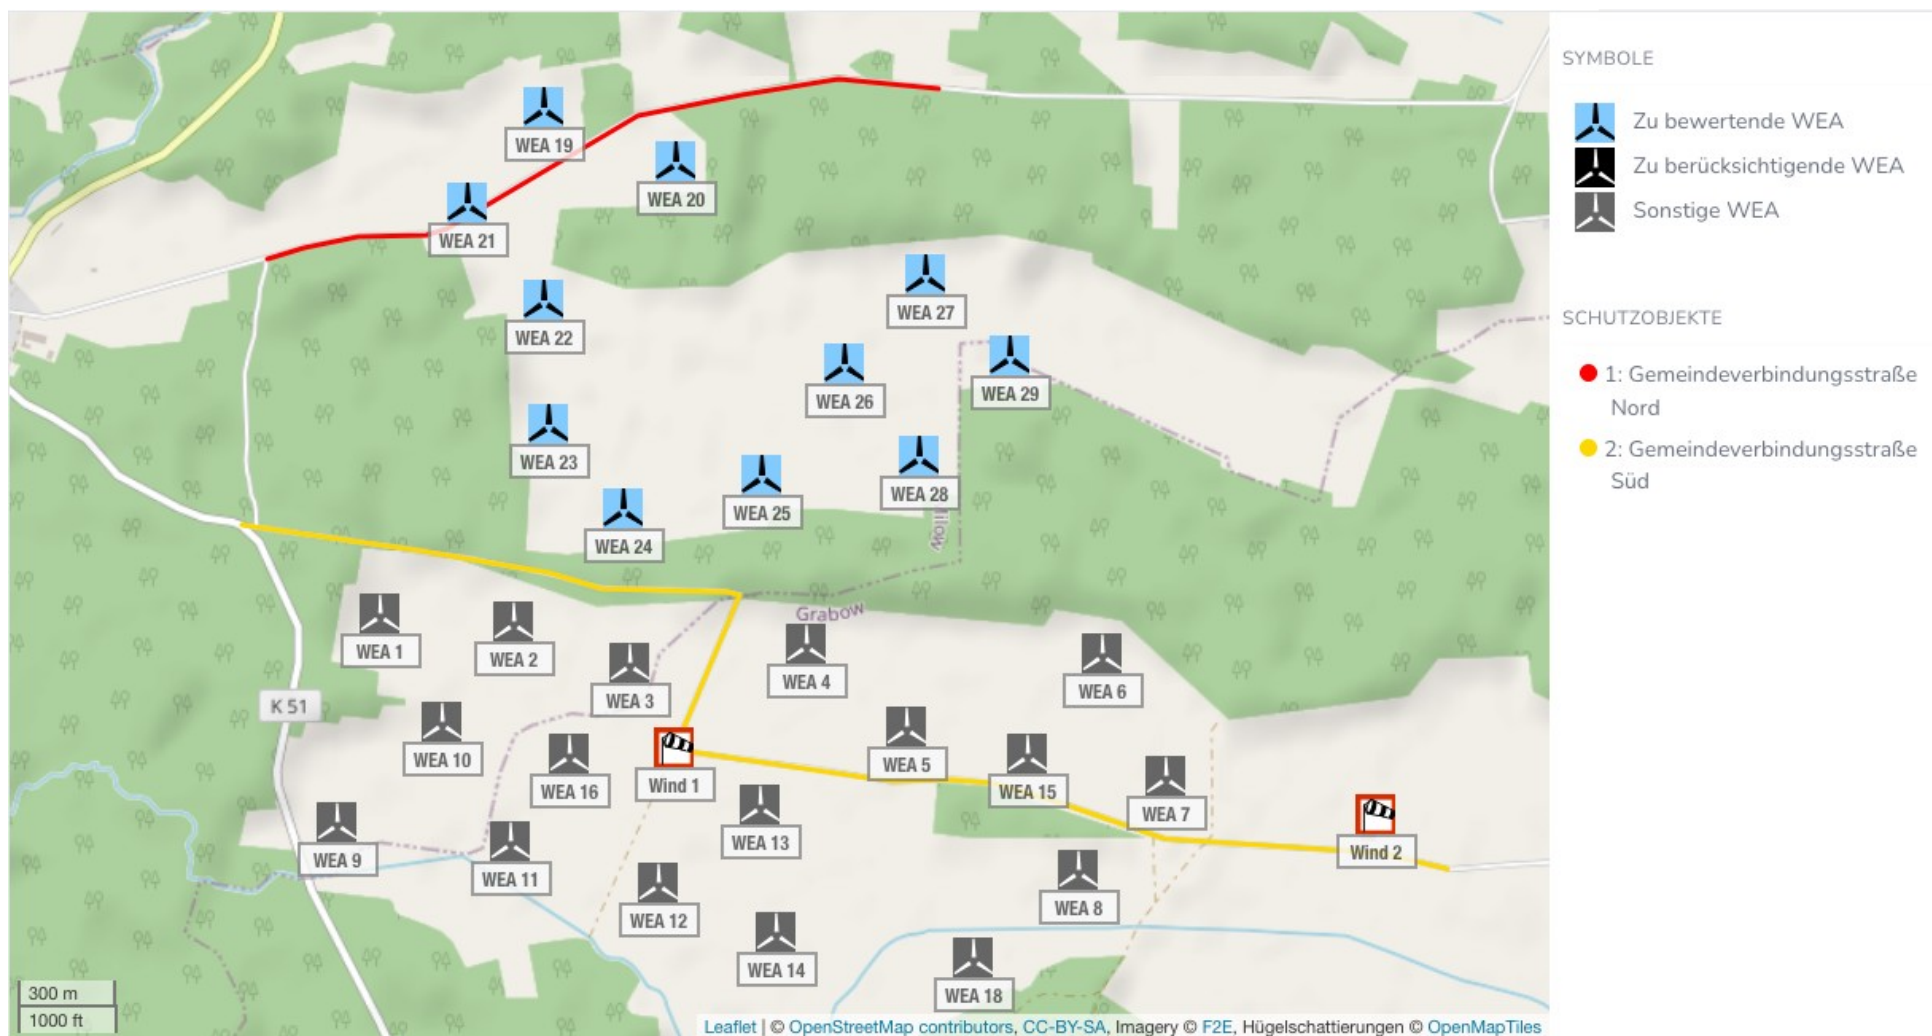 WEA 19
WEA 20
WEA 21
WEA 22
WEA 27
WEA 26
WEA 29
WEA 23
WEA 25
WEA 28
WEA 24
Grabow
WEA 1
WEA 2
WEA 3
WEA 4
WEA 6
K 51
WEA 10
WEA 16
Wind 1
WEA 5
WEA 15
WEA 7
WEA 9
WEA 11
WEA 13
Wind 2
WEA 12
WEA 8
WEA 14
WEA 18
300 m
1000 ft
Leaflet | © OpenStreetMap contributors, CC-BY-SA, Imagery © F2E, Hügelschattierungen © OpenMapTiles
SYMBOLE
Zu bewertende WEA
Zu berücksichtigende WEA
Sonstige WEA
SCHUTZOBJEKTE
1: Gemeindeverbindungsstraße
Nord
2: Gemeindeverbindungsstraße
Süd